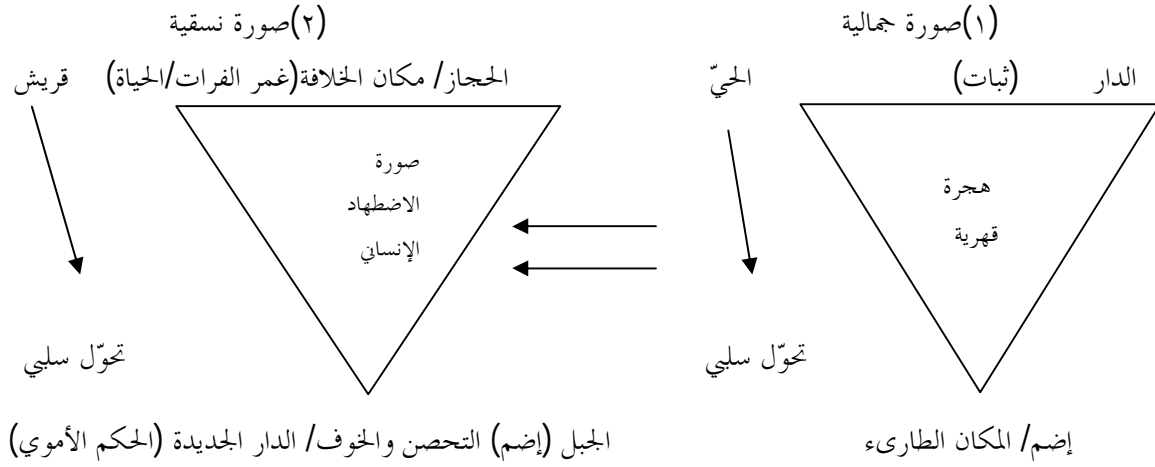 (١)صورة جمالية
(٢)صورة نسقية
الدار (ثبات) الحيّ
الحجاز/ مكان الخلافة(غمر الفرات/الحياة) قريش
هجرة
قهرية
صورة
الاضطهاد
الإنساني
تحوّل سلبي
تحوّل سلبي
إضم/ المكان الطارىء
الجبل (إضم) التحصن والخوف/ الدار الجديدة (الحكم الأموي)